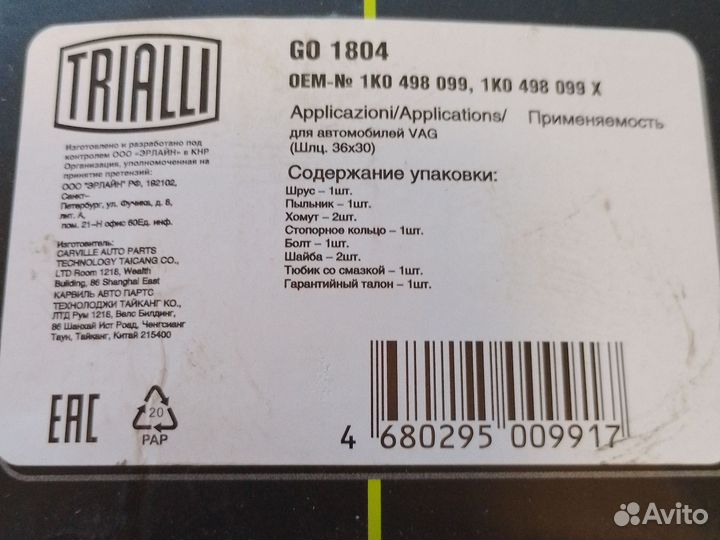 TRIALLI
GO 1804
OEM-№ 1K0 498 099, 1K0 498 099 X
Applicazioni/Applications/ Применяемость
для автомобилей VAG
(Шлц. 36x30)
Изготовлено и разработано под
контролем ООО «ЭРЛАЙН» в КНР
Организация, уполномоченная на
принятие претензий:
ООО "ЭРЛАЙН" РФ, 192102,
Санкт-
Петербург, ул. Фучика, д. 8,
лит. А,
пом. 21-Н офис 60Ед. инф.
Изготовитель:
CARVILLE AUTO PARTS
TECHNOLOGY TAICANG CO.,
LTD Room 1218, Wealth
Building, 86 Shanghai East
КАРВИЛЬ АВТО ПАРТС
ТЕХНОЛОДЖИ ТАЙКАНГ КО.,
ЛТД Рум 1218, Велс Билдинг,
86 Шанхай Ист Роад, Ченгсианг
Таун, Тайканг, Китай 215400
Содержание упаковки:
Шрус – 1шт.
Пыльник – 1шт.
Хомут – 2шт.
Стопорное кольцо – 1шт.
Болт – 1шт.
Шайба – 2шт.
Тюбик со смазкой – 1шт.
Гарантийный талон – 1шт.
EAC
20
PAP
4 680295 009917
Avito